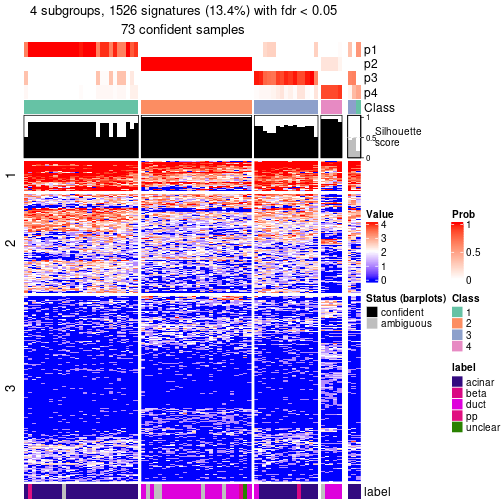 4 subgroups, 1526 signatures (13.4%) with fdr < 0.05
73 confident samples
p1
p2
p3
p4
Class
1
0.5
0
Silhouette
score
1
2
3
label
Value
4
3
2
1
0
Prob
1
0.5
0
Status (barplots)
confident
ambiguous
Class
1
2
3
4
label
acinar
beta
duct
pp
unclear